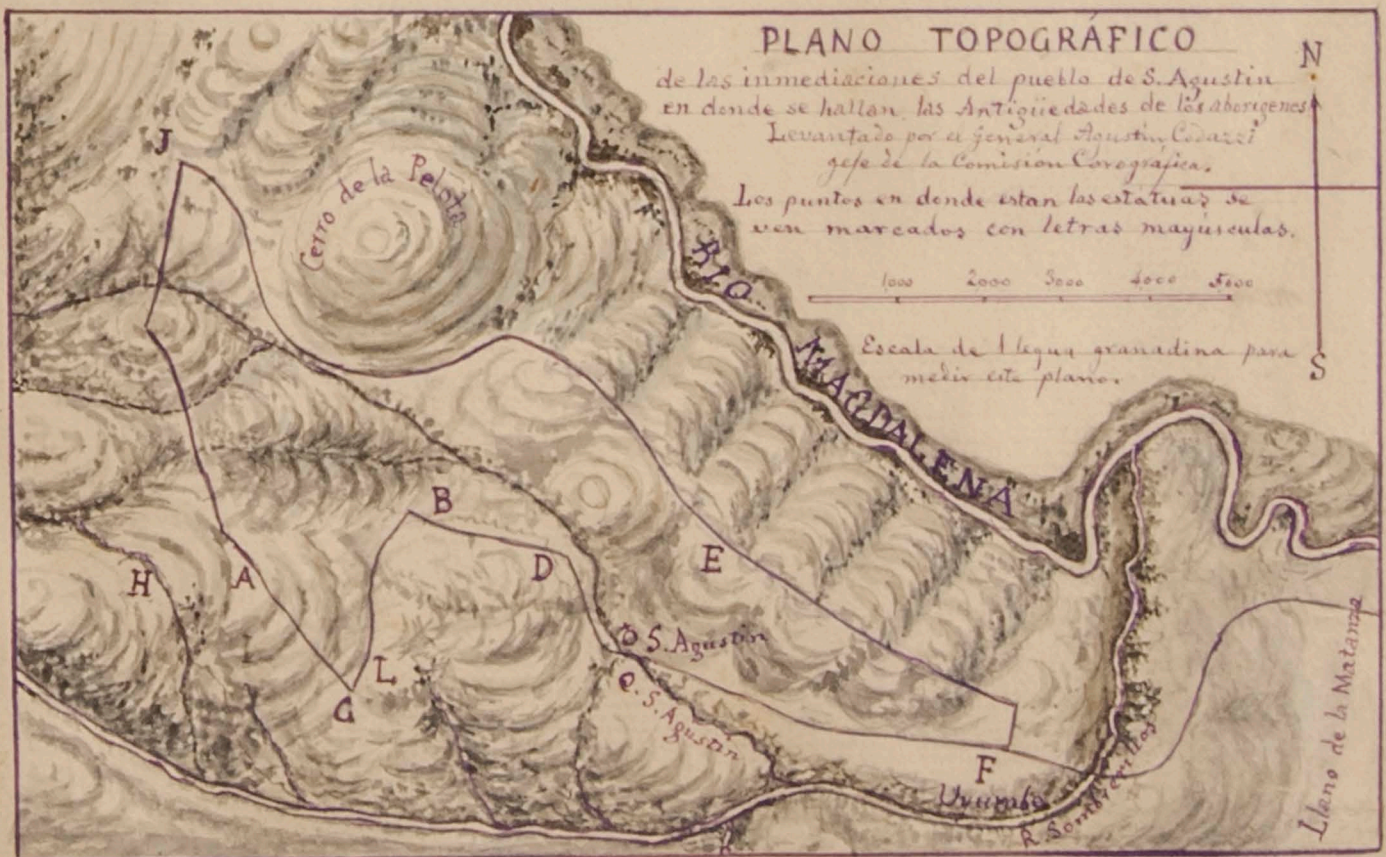 PLANO TOPOGRÁFICO
de las inmediaciones del pueblo de S. Agustin
en donde se hallan las Antigüedades de los aborigenes
Levantado por el general Agustin Codazzi
gefe de la Comisión Corográfica.
Los puntos en donde estan las estatuas se
ven marcados con letras mayúsculas.
1000 2000 3000 4000 5000
Escala de 1 legua granadina para
medir este plano.
N
S
J
Cerro de la Pelota
RIO MAGDALENA
B
D
E
H
A
L
G
S. Agustin
Q. S. Agustin
F
R. Sombrerillos
Llano de la Matanza